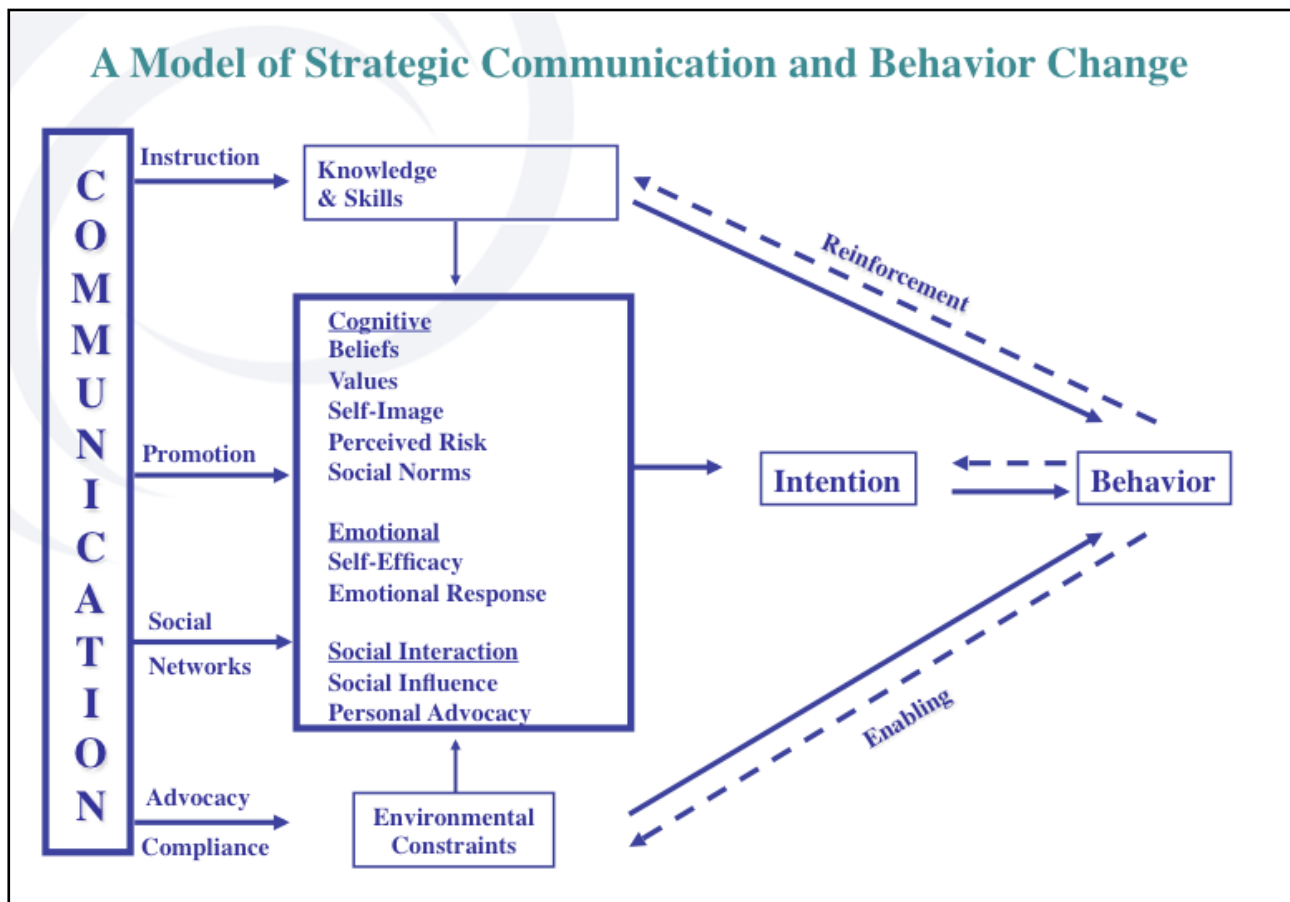 A Model of Strategic Communication and Behavior Change
COMMUNICATION
Instruction
Knowledge
& Skills
Reinforcement
Cognitive
Beliefs
Values
Self-Image
Perceived Risk
Social Norms
Promotion
Intention
Behavior
Emotional
Self-Efficacy
Emotional Response
Social
Networks
Social Interaction
Social Influence
Personal Advocacy
Enabling
Advocacy
Compliance
Environmental
Constraints